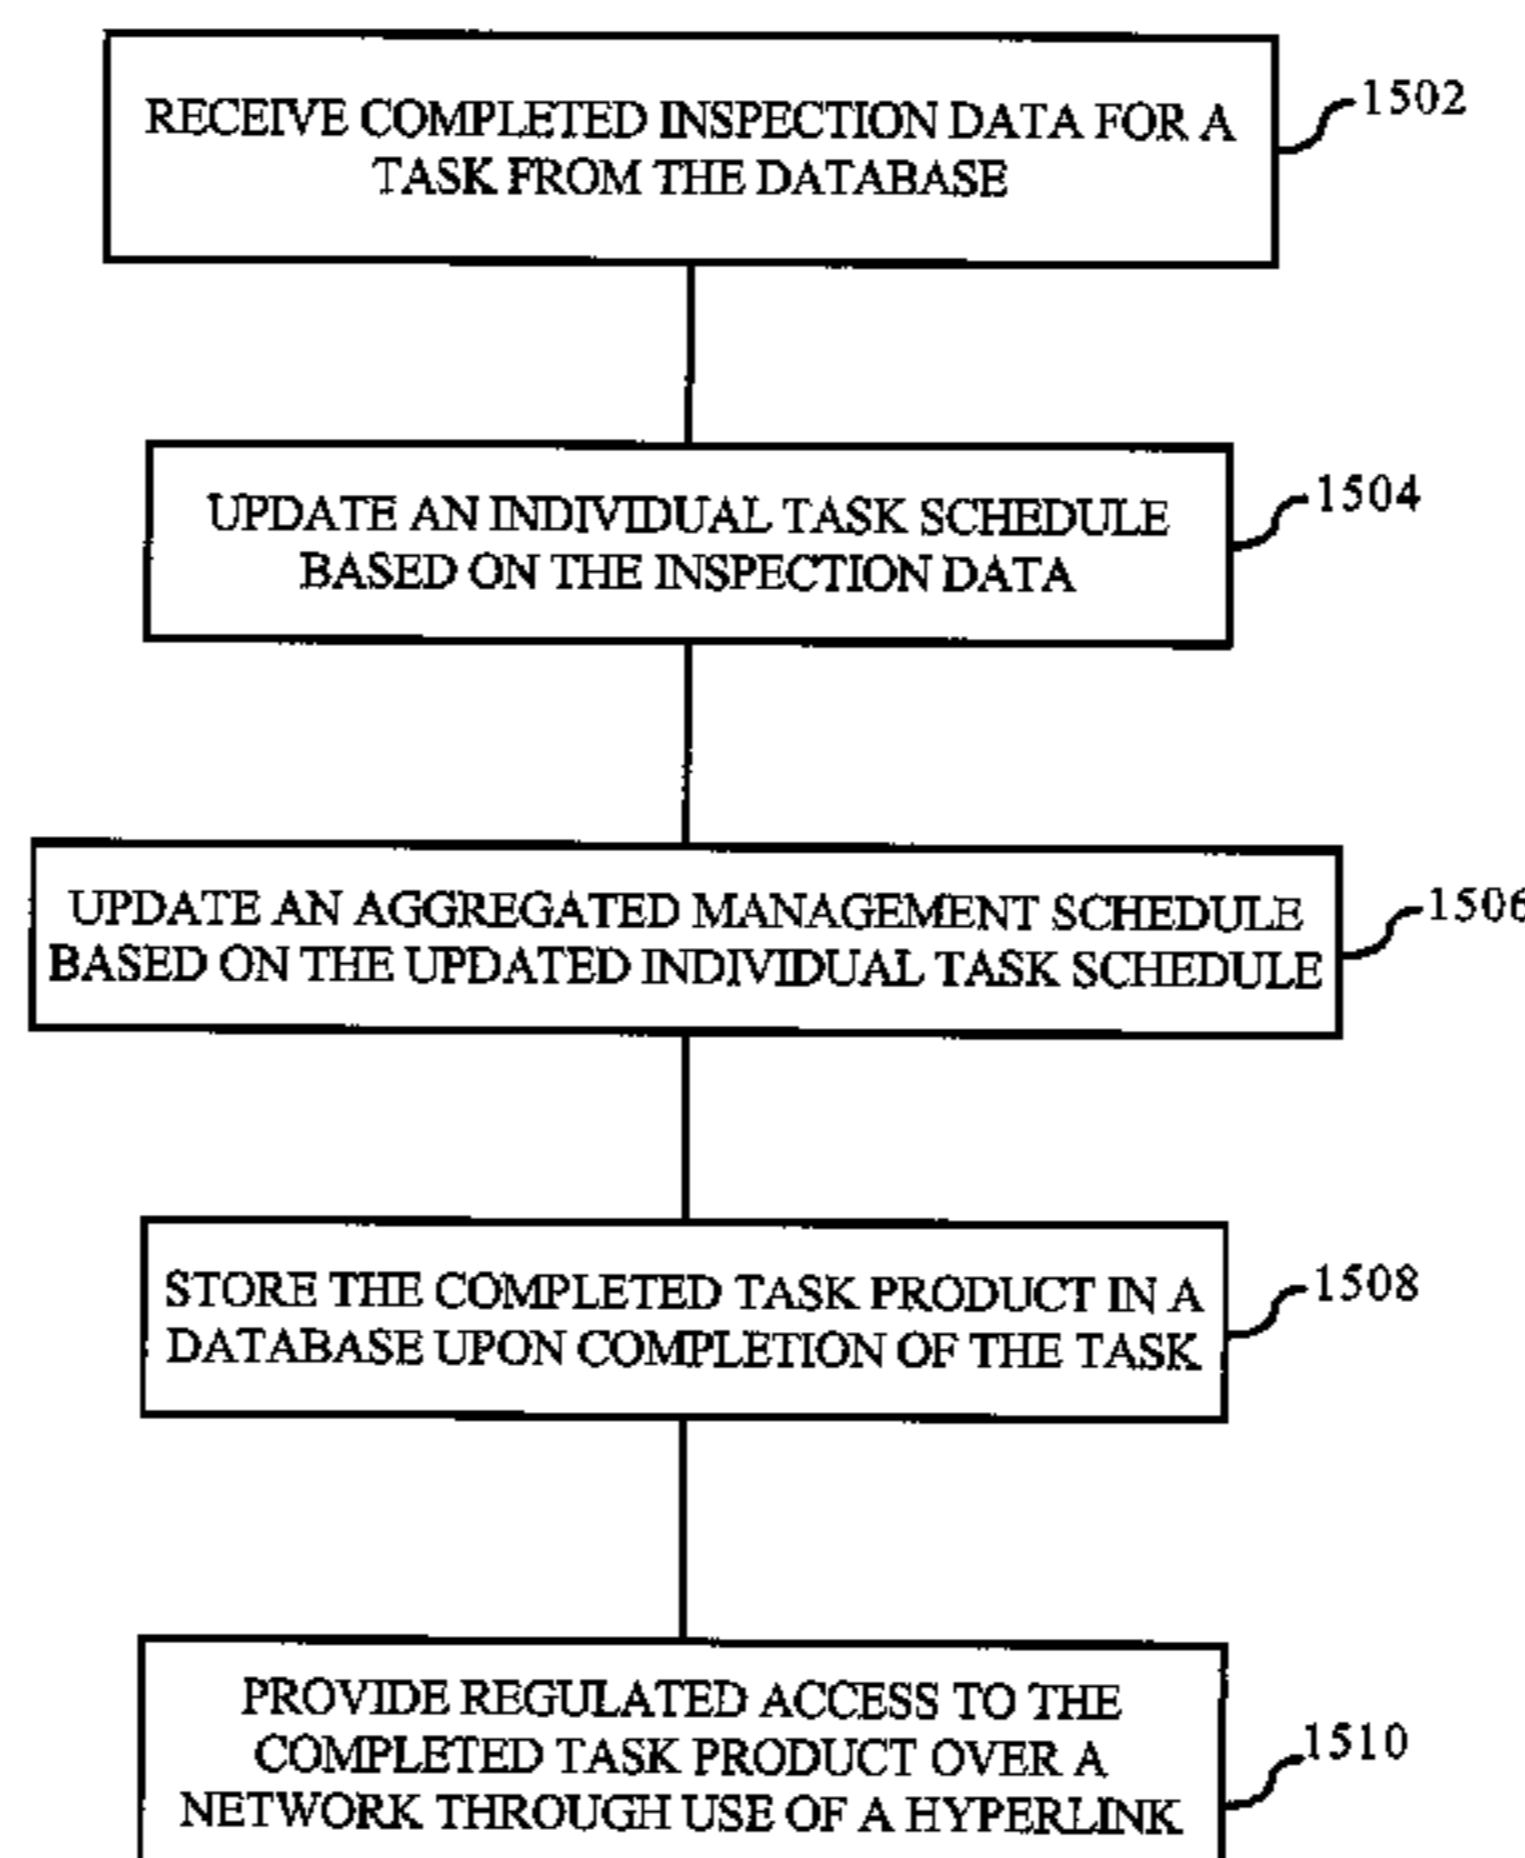 RECEIVE COMPLETED INSPECTION DATA FOR A
TASK FROM THE DATABASE
1502
UPDATE AN INDIVIDUAL TASK SCHEDULE
BASED ON THE INSPECTION DATA
1504
UPDATE AN AGGREGATED MANAGEMENT SCHEDULE
BASED ON THE UPDATED INDIVIDUAL TASK SCHEDULE
1506
STORE THE COMPLETED TASK PRODUCT IN A
DATABASE UPON COMPLETION OF THE TASK
1508
PROVIDE REGULATED ACCESS TO THE
COMPLETED TASK PRODUCT OVER A
NETWORK THROUGH USE OF A HYPERLINK
1510